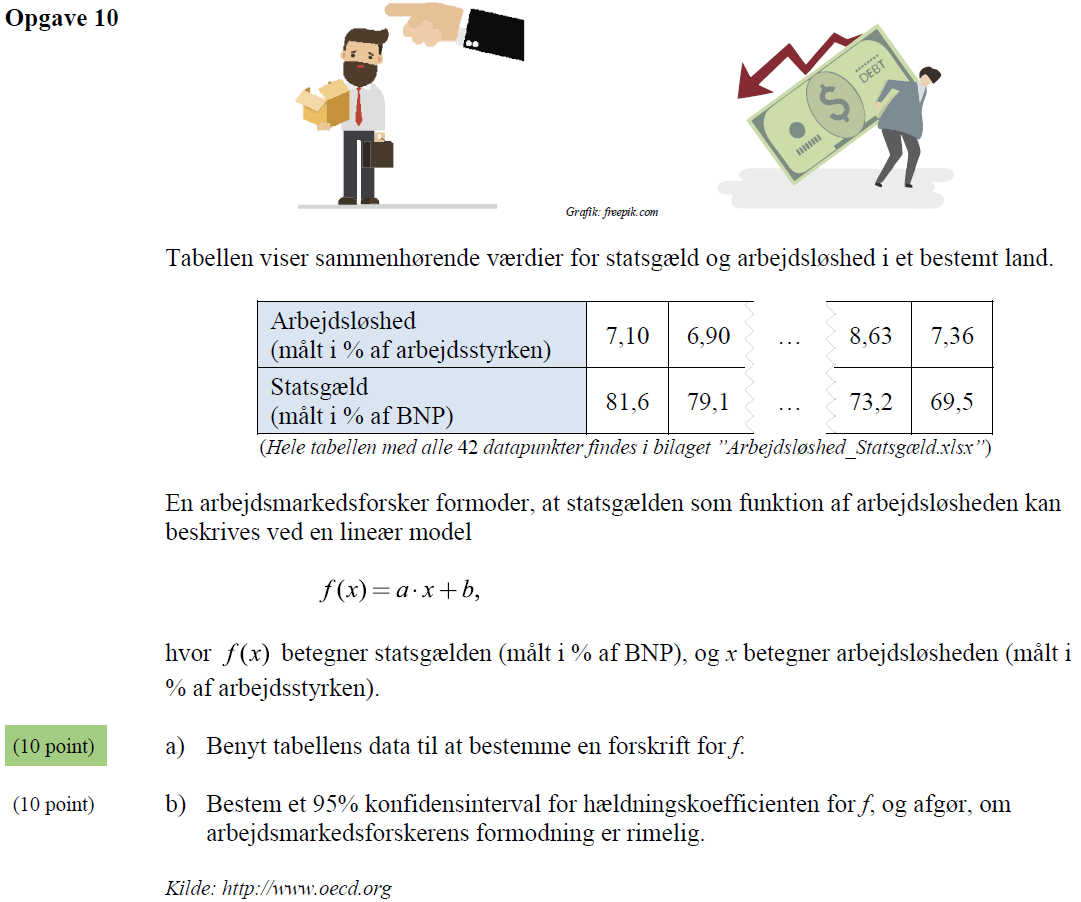 Opgave 10
DEBT
$
Grafik: freepik.com
Tabellen viser sammenhørende værdier for statsgæld og arbejdsløshed i et bestemt land.
Arbejdsløshed
(målt i % af arbejdsstyrken) 7,10 6,90 … 8,63 7,36
Statsgæld
(målt i % af BNP) 81,6 79,1 … 73,2 69,5
(Hele tabellen med alle 42 datapunkter findes i bilaget ”Arbejdsløshed_Statsgæld.xlsx”)
En arbejdsmarkedsforsker formoder, at statsgælden som funktion af arbejdsløsheden kan
beskrives ved en lineær model
f(x) = a · x + b,
hvor f(x) betegner statsgælden (målt i % af BNP), og x betegner arbejdsløsheden (målt i
% af arbejdsstyrken).
(10 point) a) Benyt tabellens data til at bestemme en forskrift for f.
(10 point) b) Bestem et 95% konfidensinterval for hældningskoefficienten for f, og afgør, om
arbejdsmarkedsforskerens formodning er rimelig.
Kilde: http://www.oecd.org